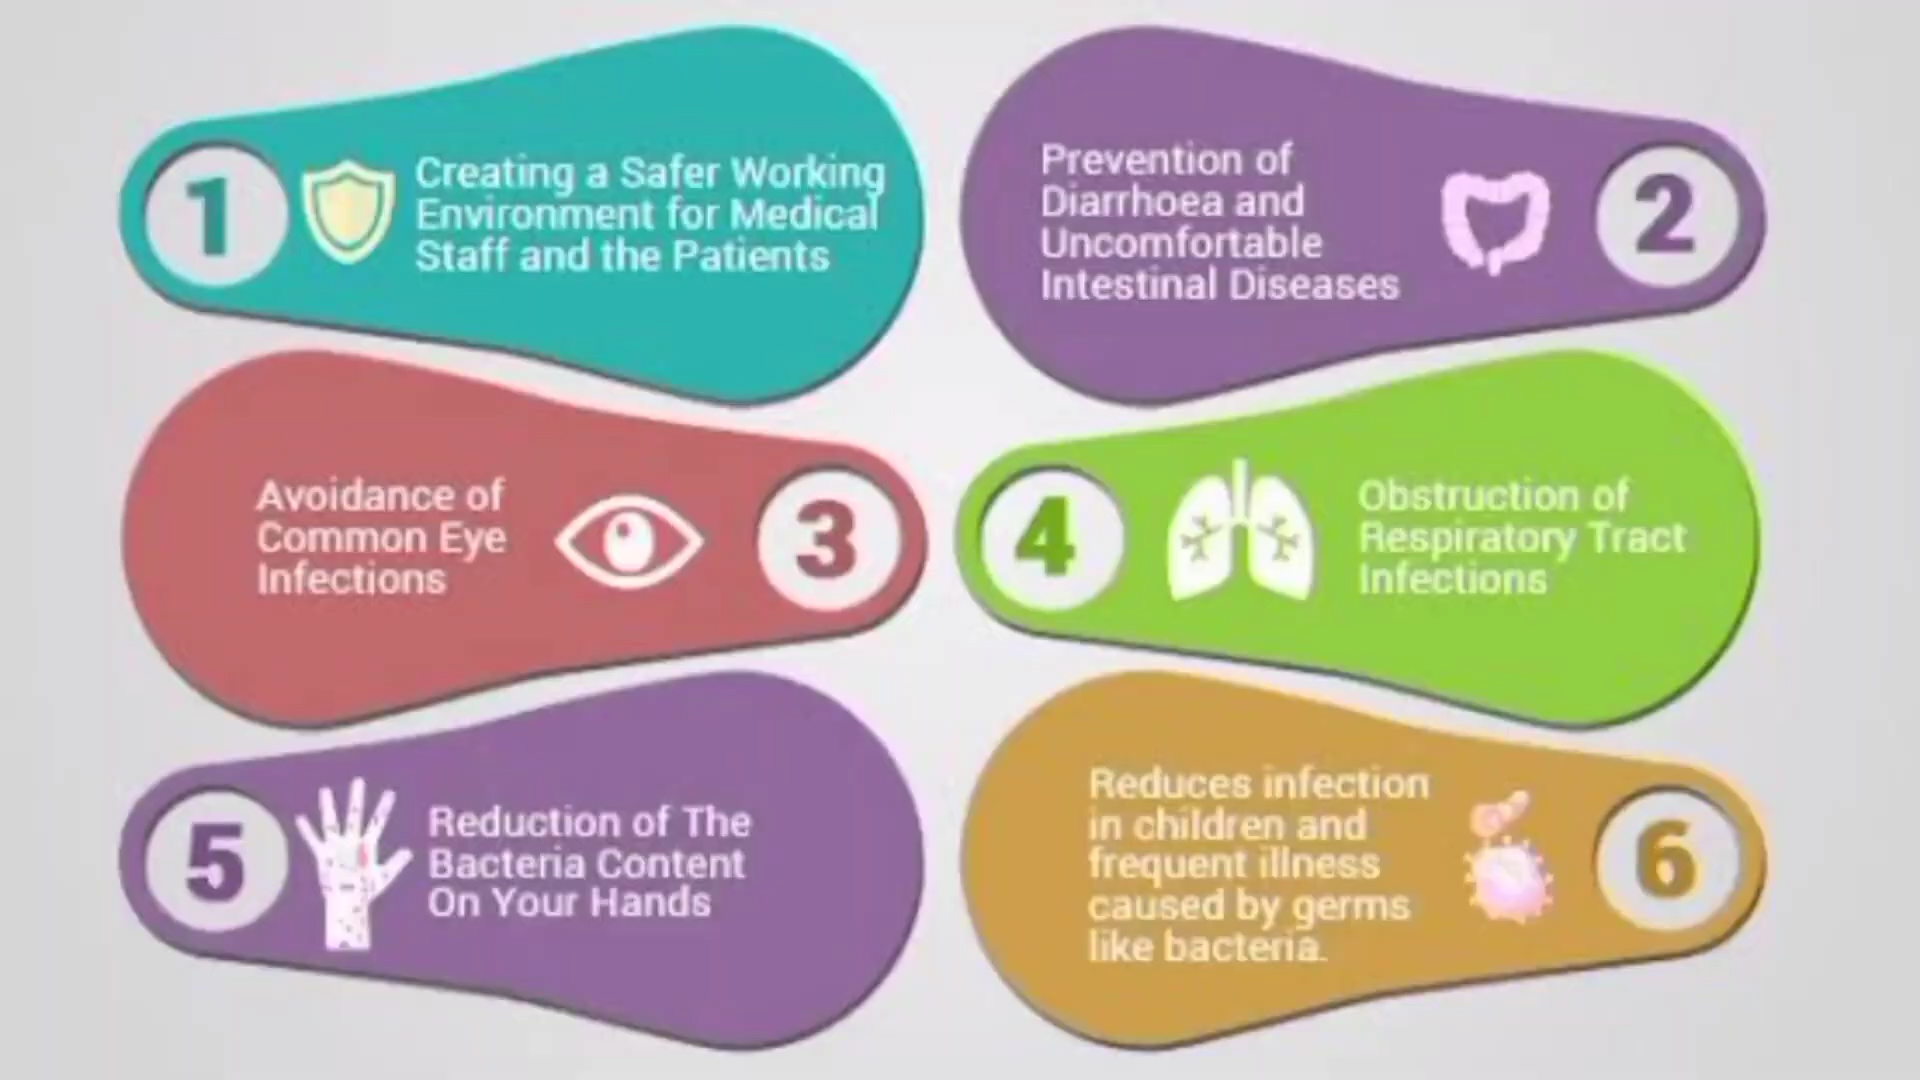 1
Creating a Safer Working
Environment for Medical
Staff and the Patients
Prevention of
Diarrhoea and
Uncomfortable
Intestinal Diseases
2
Avoidance of
Common Eye
Infections
3
4
Obstruction of
Respiratory Tract
Infections
5
Reduction of The
Bacteria Content
On Your Hands
Reduces infection
in children and
frequent illness
caused by germs
like bacteria.
6